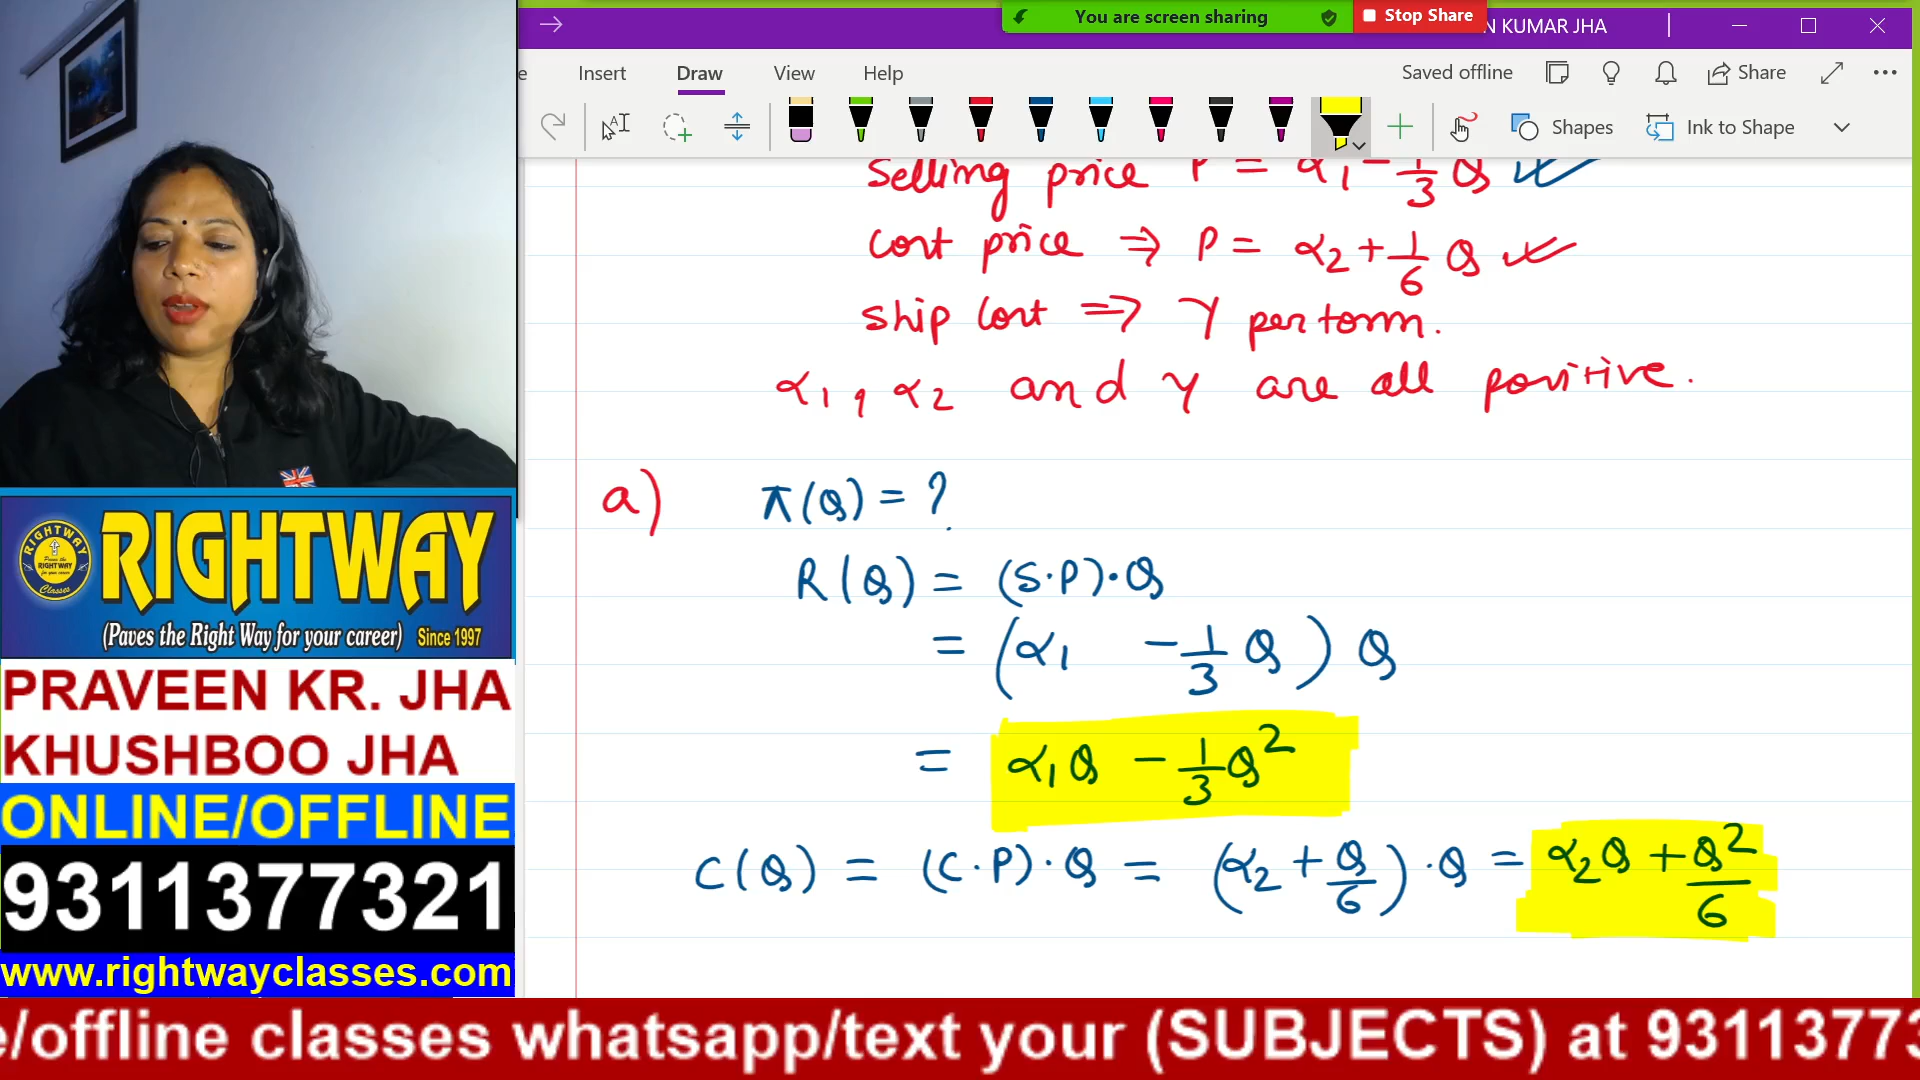 You are screen sharing
Stop Share
N KUMAR JHA
Insert Draw View Help
Saved offline
Share
Shapes
Ink to Shape
Selling price P = α1 - 1/3 Q
Cost price ⇒ P = α2 + 1/6 Q
Ship Cost ⇒ γ per tonn.
α1, α2 and γ are all positive.
a) π(Q) = ?
R(Q) = (S.P)·Q
= (α1 - 1/3 Q) Q
= α1Q - 1/3 Q²
C(Q) = (C.P)·Q = (α2 + Q/6)·Q = α2Q + Q²/6
RIGHTWAY
Classes
RIGHTWAY
(Paves the Right Way for your career) Since 1997
PRAVEEN KR. JHA
KHUSHBOO JHA
ONLINE/OFFLINE
9311377321
www.rightwayclasses.com
e/offline classes whatsapp/text your (SUBJECTS) at 93113773